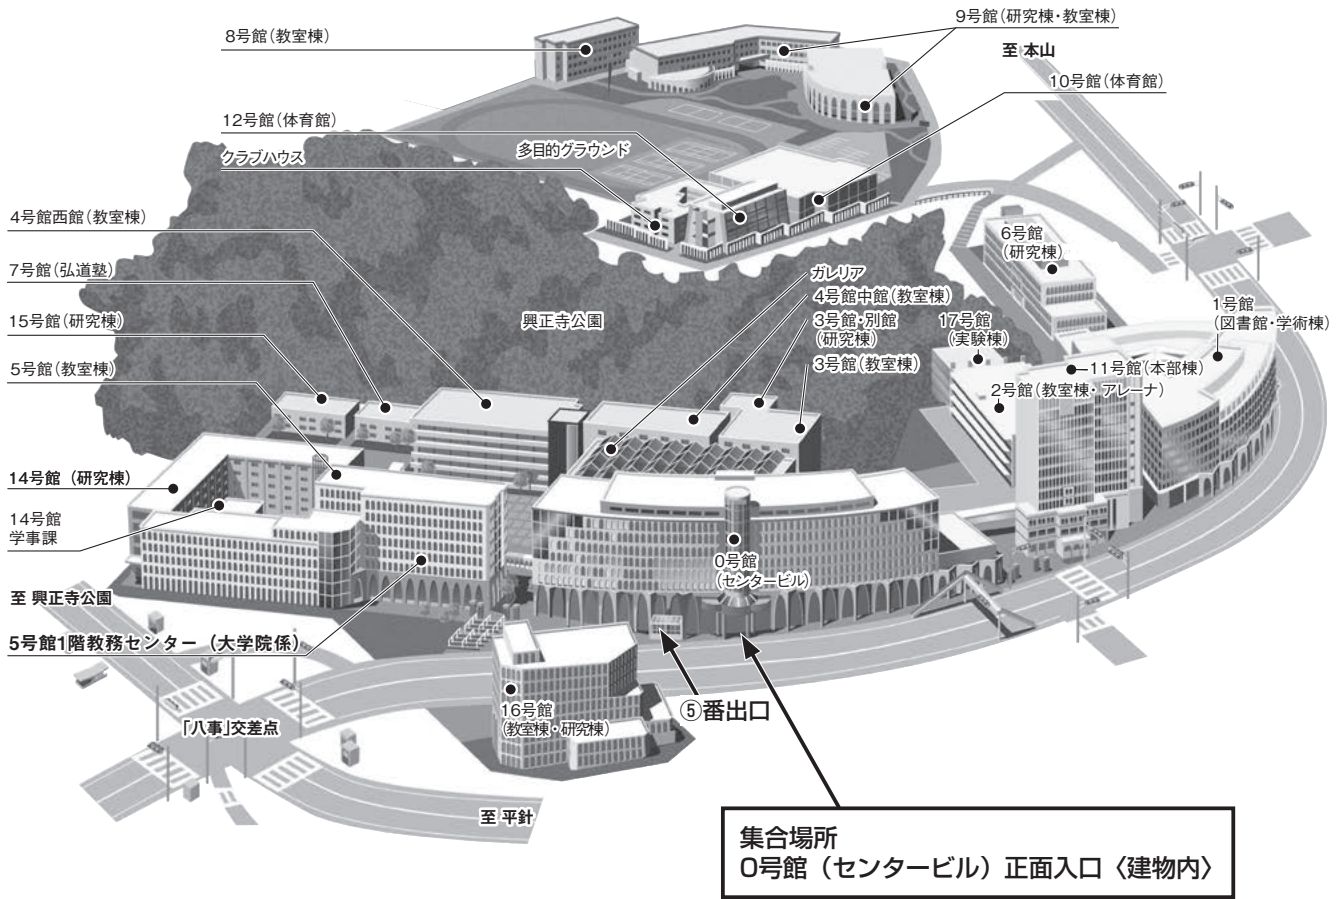 8号館(教室棟)
9号館(研究棟・教室棟)
至 本山
10号館(体育館)
12号館(体育館)
クラブハウス
多目的グラウンド
4号館西館(教室棟)
7号館(弘道塾)
15号館(研究棟)
5号館(教室棟)
興正寺公園
ガレリア
4号館中館(教室棟)
3号館・別館
(研究棟)
3号館(教室棟)
6号館
(研究棟)
17号館
(実験棟)
1号館
(図書館・学術棟)
11号館(本部棟)
2号館(教室棟・アレーナ)
14号館 (研究棟)
14号館
学事課
0号館
(センタービル)
至 興正寺公園
5号館1階教務センター (大学院係)
⑤番出口
16号館
(教室棟・研究棟)
「八事」交差点
至 平針
集合場所
0号館(センタービル)正面入口〈建物内〉